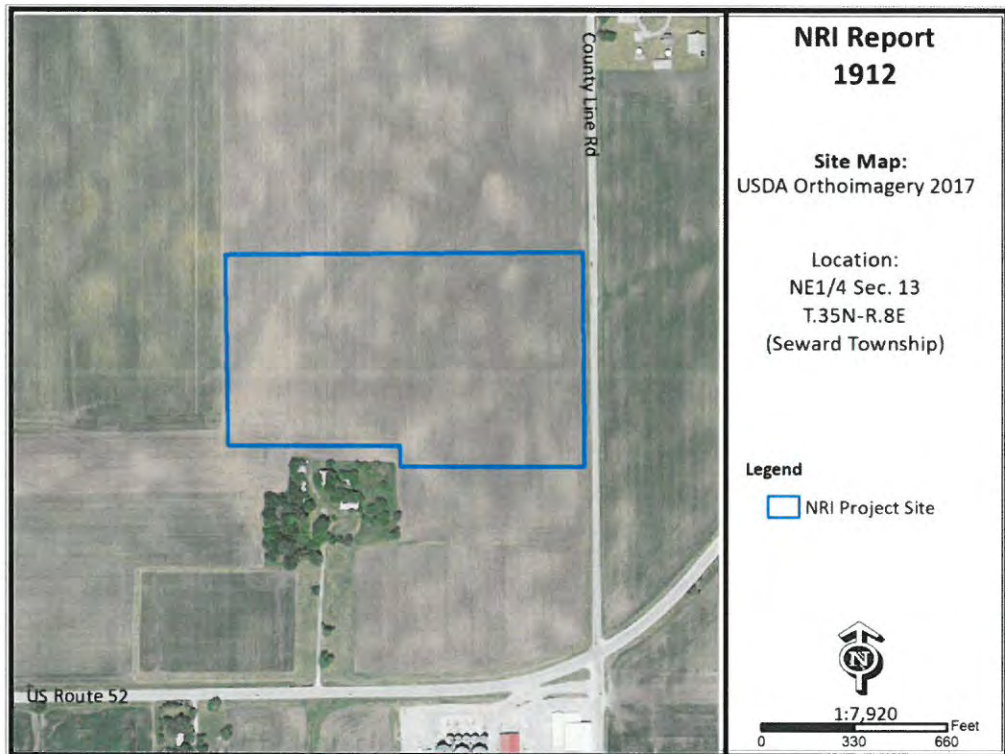 County Line Rd
US Route 52
NRI Report
1912
Site Map:
USDA Orthoimagery 2017
Location:
NE1/4 Sec. 13
T.35N-R.8E
(Seward Township)
Legend
NRI Project Site
N
1:7,920
Feet
0 330 660